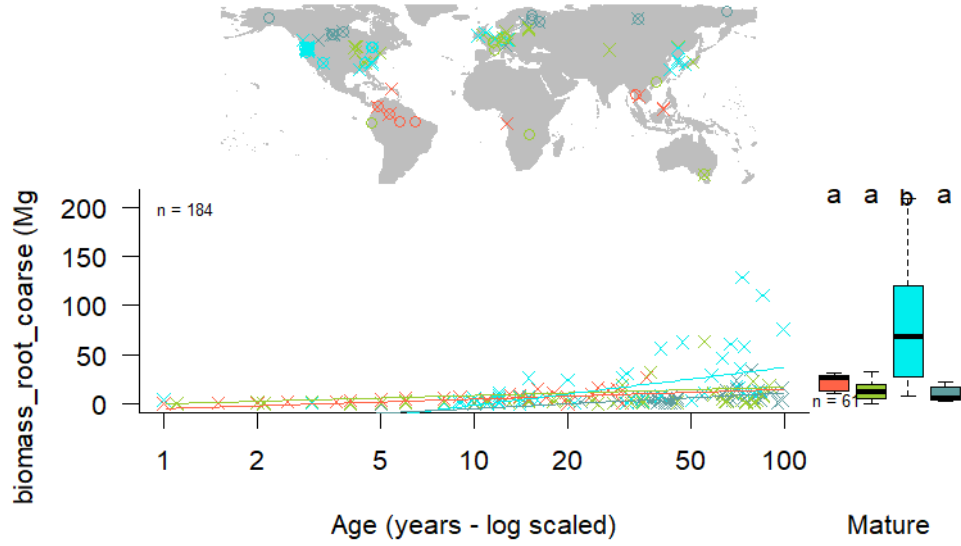 biomass_root_coarse (Mg
200
150
100
50
0
n = 184
a a b a
n = 61
1 2 5 10 20 50 100
Age (years - log scaled)
Mature